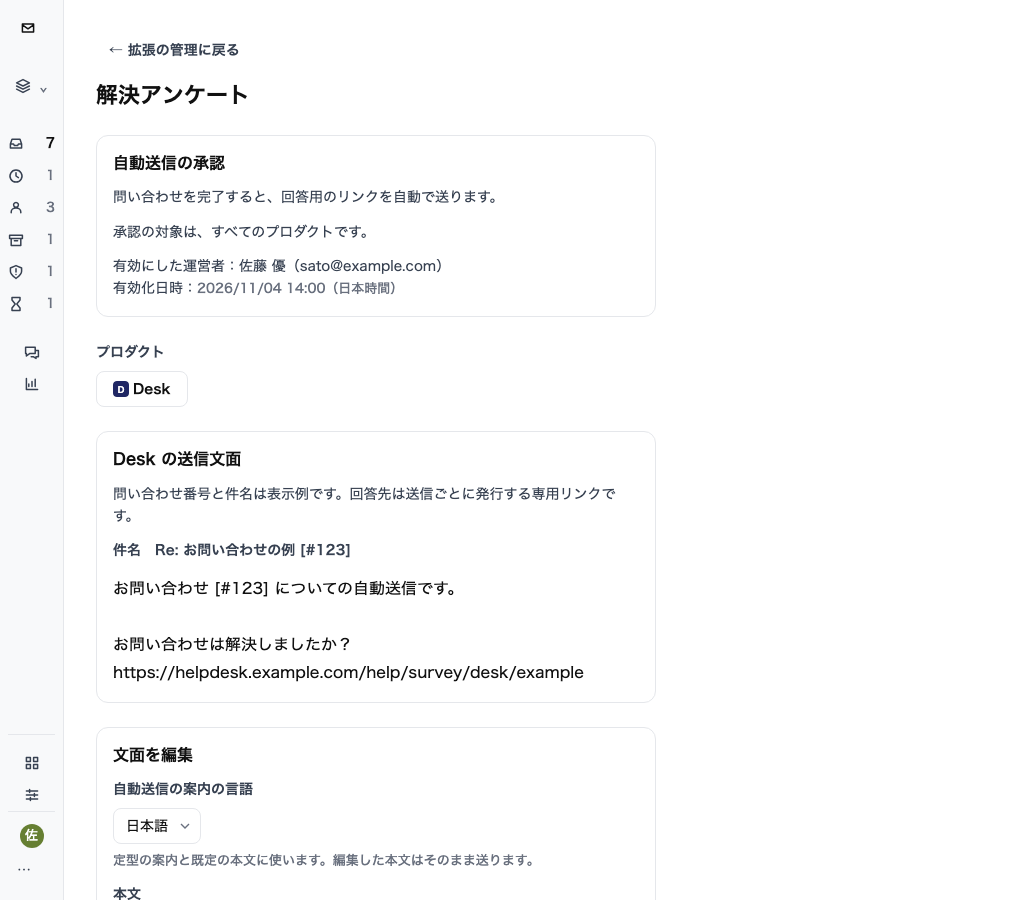 ← 拡張の管理に戻る
解決アンケート
7
1
3
1
1
1
自動送信の承認
問い合わせを完了すると、回答用のリンクを自動で送ります。
承認の対象は、すべてのプロダクトです。
有効にした運営者：佐藤 優（sato@example.com）
有効化日時：2026/11/04 14:00（日本時間）
プロダクト
D Desk
Desk の送信文面
問い合わせ番号と件名は表示例です。回答先は送信ごとに発行する専用リンクで
す。
件名　Re: お問い合わせの例 [#123]
お問い合わせ [#123] についての自動送信です。
お問い合わせは解決しましたか？
https://helpdesk.example.com/help/survey/desk/example
文面を編集
自動送信の案内の言語
日本語
定型の案内と既定の本文に使います。編集した本文はそのまま送ります。
本文
佐